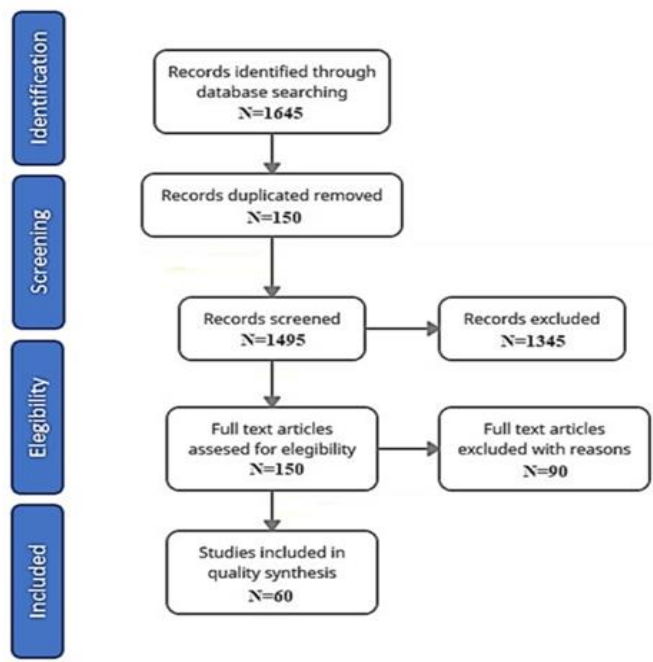 Identification
Records identified through
database searching
N=1645
Screening
Records duplicated removed
N=150
Records screened
N=1495
Records excluded
N=1345
Elegibility
Full text articles
assesed for elegibility
N=150
Full text articles
excluded with reasons
N=90
Included
Studies included in
quality synthesis
N=60